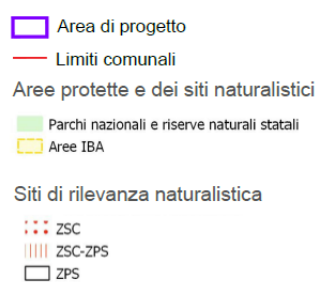 Area di progetto
Limiti comunali
Aree protette e dei siti naturalistici
Parchi nazionali e riserve naturali statali
Aree IBA
Siti di rilevanza naturalistica
ZSC
ZSC-ZPS
ZPS